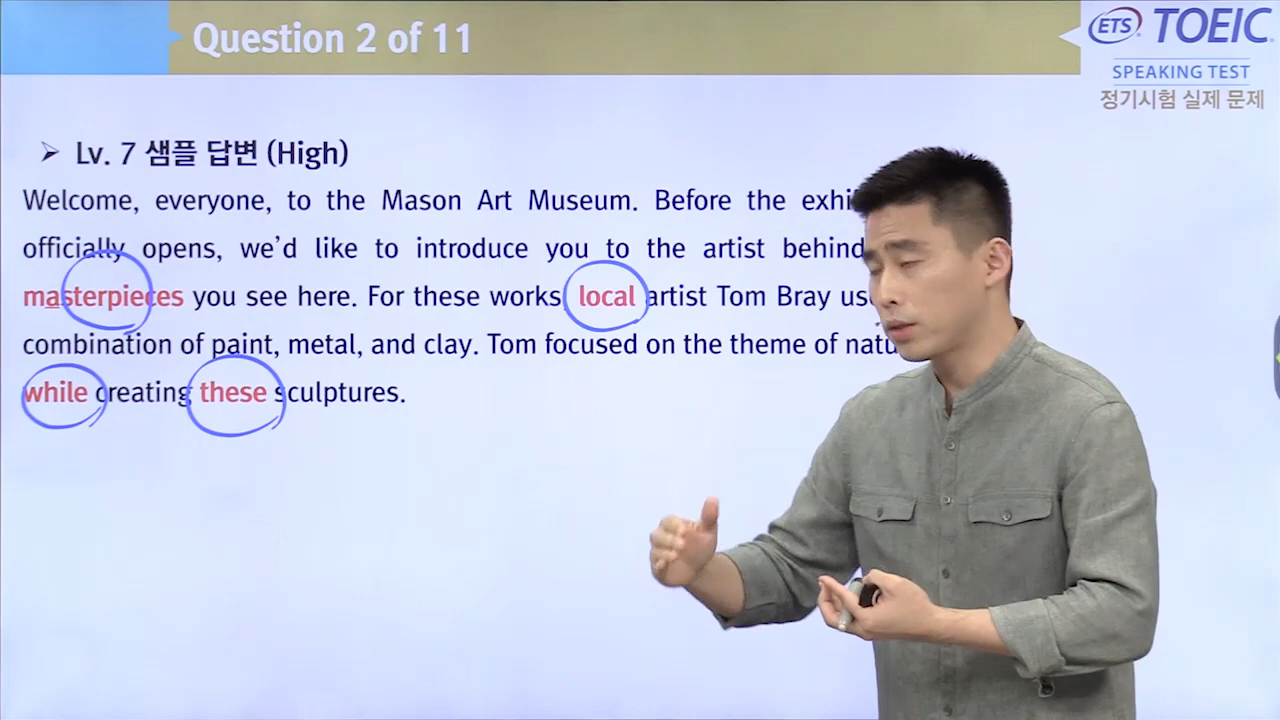 Question 2 of 11
ETS TOEIC
SPEAKING TEST
정기시험 실제 문제
➢ Lv. 7 샘플 답변 (High)
Welcome, everyone, to the Mason Art Museum. Before the
officially opens, we'd like to introduce you to the artist behind
masterpieces you see here. For these works, local artist Tom Bray
combination of paint, metal, and clay. Tom focused on the theme of
while creating these sculptures.